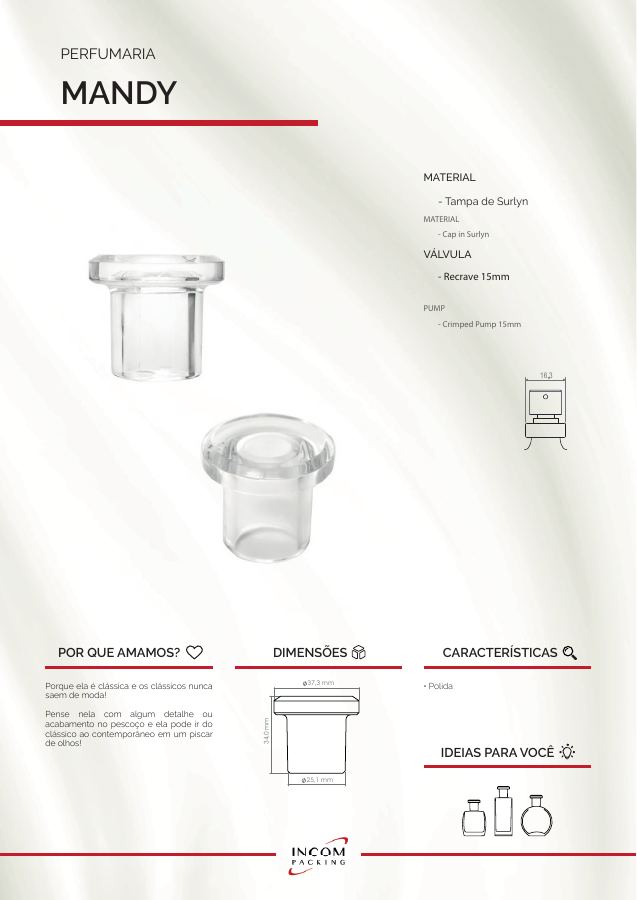 PERFUMARIA
MANDY
MATERIAL
- Tampa de Surlyn
MATERIAL
- Cap in Surlyn
VÁLVULA
- Recrave 15mm
PUMP
- Crimped Pump 15mm
16,3
POR QUE AMAMOS?
Porque ela é clássica e os clássicos nunca
saem de moda!
Pense nela com algum detalhe ou
acabamento no pescoço e ela pode ir do
clássico ao contemporâneo em um piscar
de olhos!
DIMENSÕES
ø37,3 mm
34,0 mm
ø25,1 mm
CARACTERÍSTICAS
• Polida
IDEIAS PARA VOCÊ
INCOM
PACKING